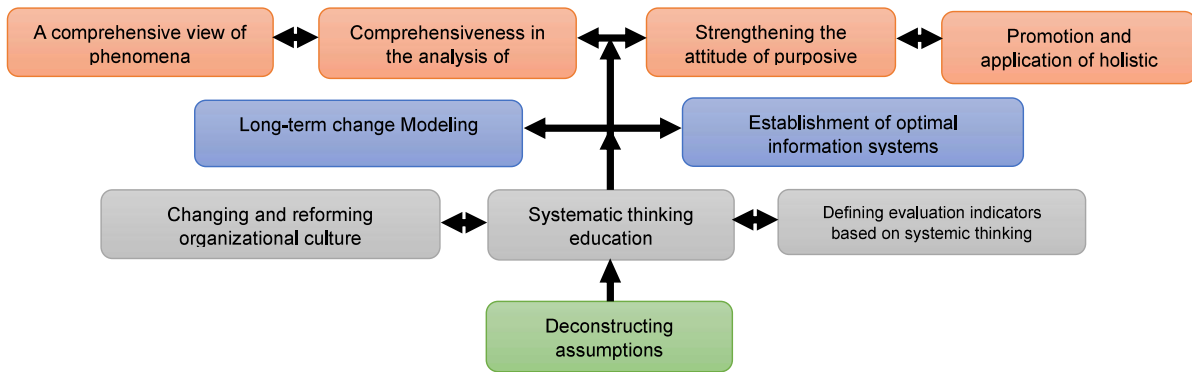 A comprehensive view of
phenomena
Comprehensiveness in
the analysis of
Strengthening the
attitude of purposive
Promotion and
application of holistic
Long-term change Modeling
Establishment of optimal
information systems
Changing and reforming
organizational culture
Systematic thinking
education
Defining evaluation indicators
based on systemic thinking
Deconstructing
assumptions